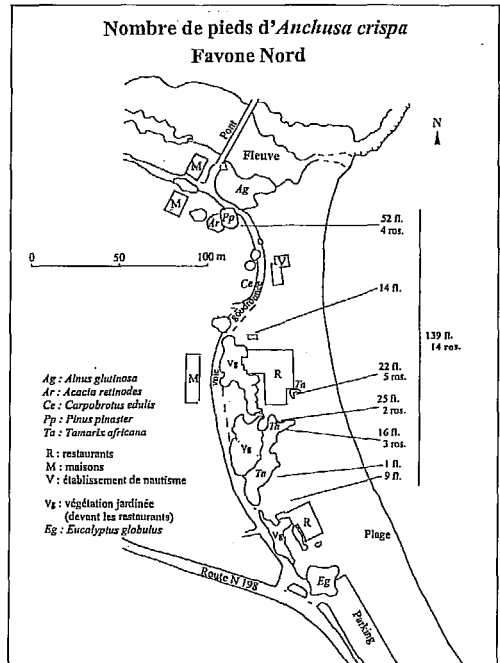 Nombre de pieds d'Anchusa crispa
Favone Nord
N
Pont
Fleuve
M
Ag
M
Ar
Pp
52 fl.
4 ros.
0 50 100 m
V
Ce
goudronnée
14 fl.
voie
139 fl.
14 ros.
Vg
R
M
Ta
22 fl.
5 ros.
25 fl.
2 ros.
Ta
16 fl.
3 ros.
Vg
Ta
1 fl.
9 fl.
Ag : Alnus glutinosa
Ar : Acacia retinodes
Ce : Carpobrotus edulis
Pp : Pinus pinaster
Ta : Tamarix africana
R : restaurants
M : maisons
V : établissement de nautisme
Vg : végétation jardinée
(devant les restaurants)
Eg : Eucalyptus globulus
R
Vg
Plage
Eg
Route N 198
Parking